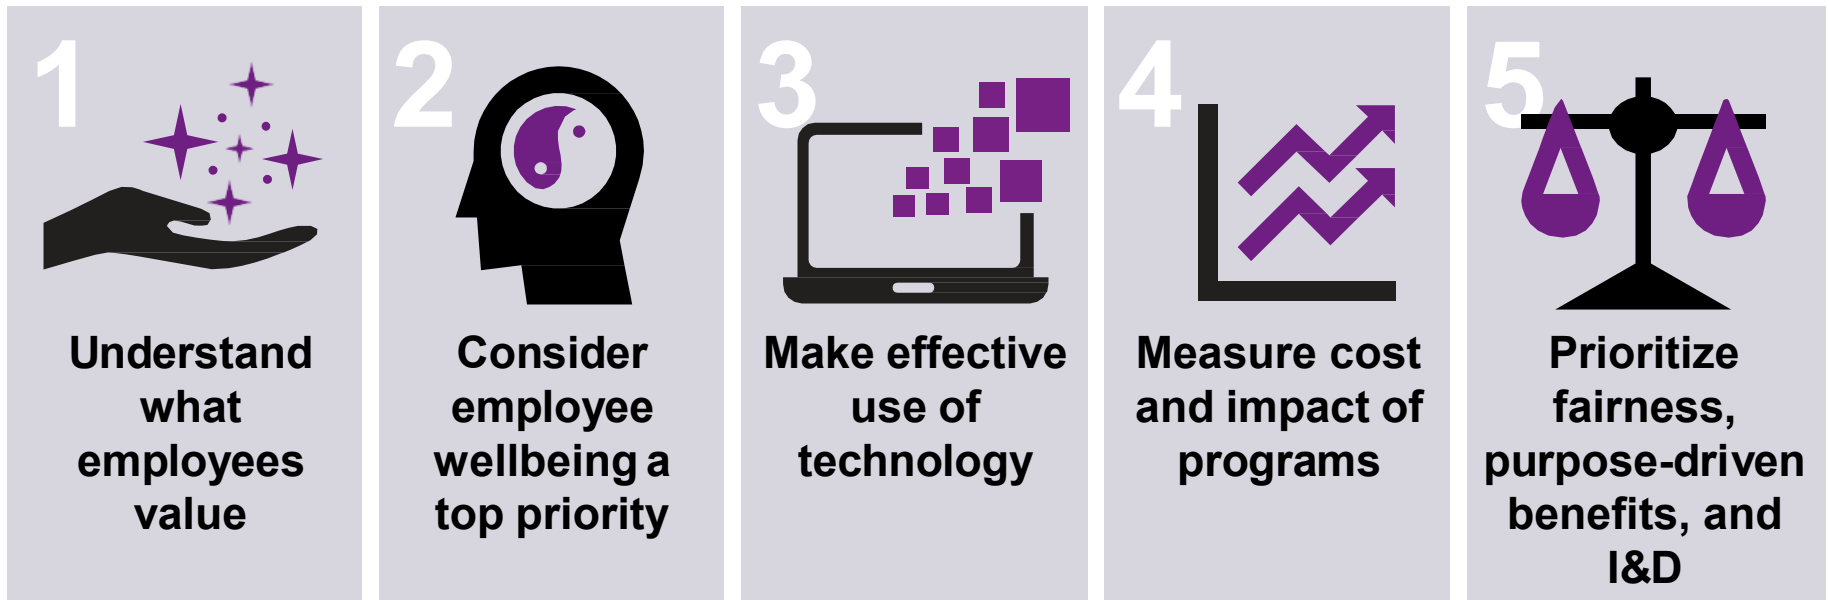 1
Understand
what
employees
value
2
Consider
employee
wellbeing a
top priority
3
Make effective
use of
technology
4
Measure cost
and impact of
programs
5
Prioritize
fairness,
purpose-driven
benefits, and
I&D